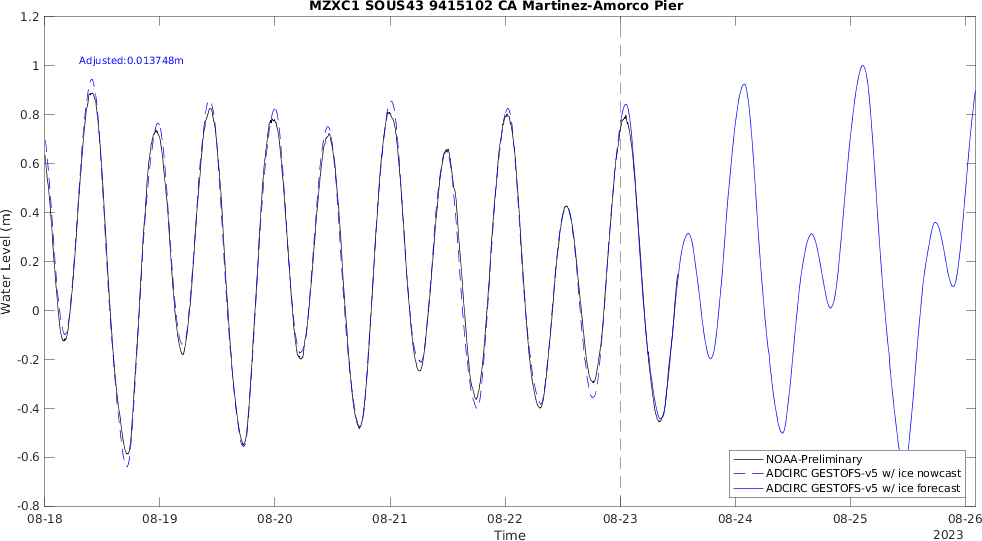 MZXC1 SOUS43 9415102 CA Martinez-Amorco Pier
Adjusted:0.013748m
1.2
1
0.8
0.6
0.4
0.2
0
-0.2
-0.4
-0.6
-0.8
Water Level (m)
NOAA-Preliminary
ADCIRC GESTOFS-v5 w/ ice nowcast
ADCIRC GESTOFS-v5 w/ ice forecast
08-18 08-19 08-20 08-21 08-22 08-23 08-24 08-25 08-26
Time
2023